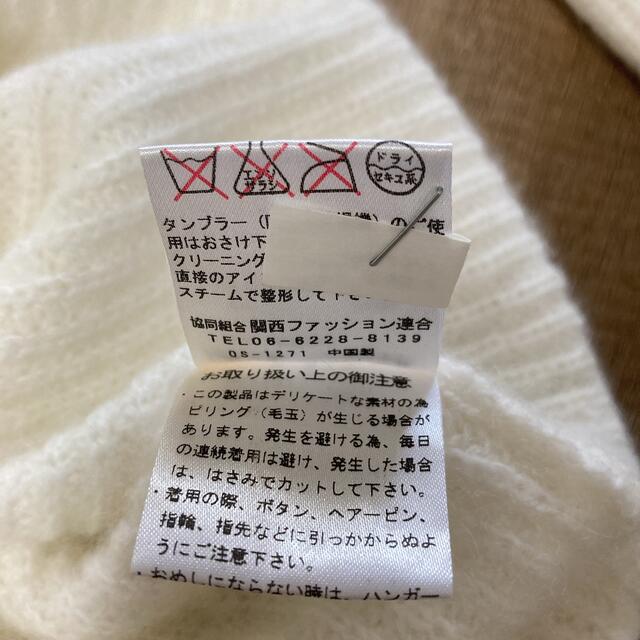 エンソ
サラシ
ドライ
セキユ系
タンブラー（ のご使
用はおさけ下
クリーニング
直接のアイ
スチームで整形して下さい
協同組合 関西ファッション連合
TEL06-6228-8139
OS-1271 中国製
お取り扱い上の御注意
・この製品はデリケートな素材の為
ピリング（毛玉）が生じる場合が
あります。発生を避ける為、毎日
の連続着用は避け、発生した場合
は、はさみでカットして下さい。
・着用の際、ボタン、ヘアーピン、
指輪、指先などに引っかからぬよ
うにご注意下さい。
・おめしにならない時は、ハンガー